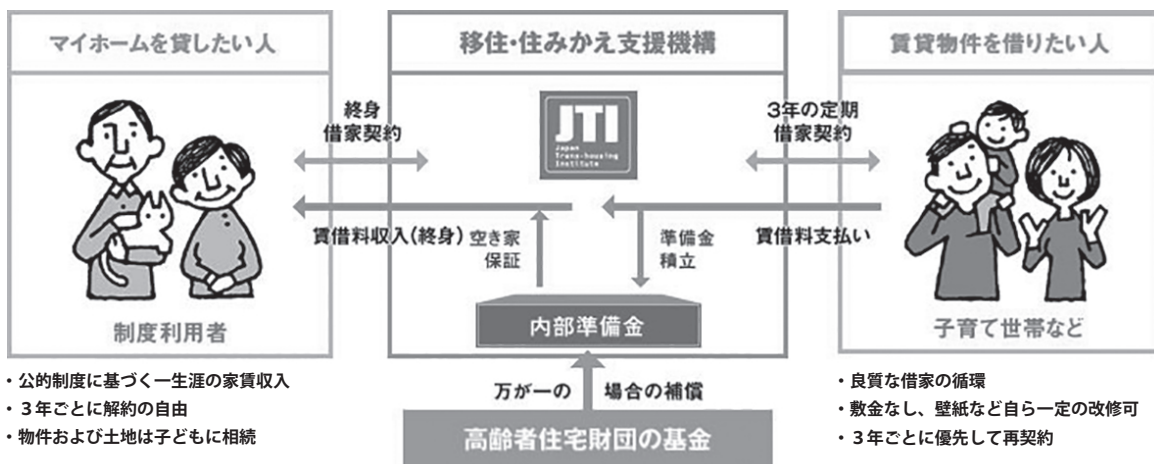 マイホームを貸したい人
移住・住みかえ支援機構
賃貸物件を借りたい人
終身
借家契約
JTI
Japan
Trans-housing
Institute
3年の定期
借家契約
賃借料収入(終身)
空き家
保証
準備金
積立
賃借料支払い
内部準備金
制度利用者
子育て世帯など
・公的制度に基づく一生涯の家賃収入
・３年ごとに解約の自由
・物件および土地は子どもに相続
万が一の 場合の補償
高齢者住宅財団の基金
・良質な借家の循環
・敷金なし、壁紙など自ら一定の改修可
・３年ごとに優先して再契約